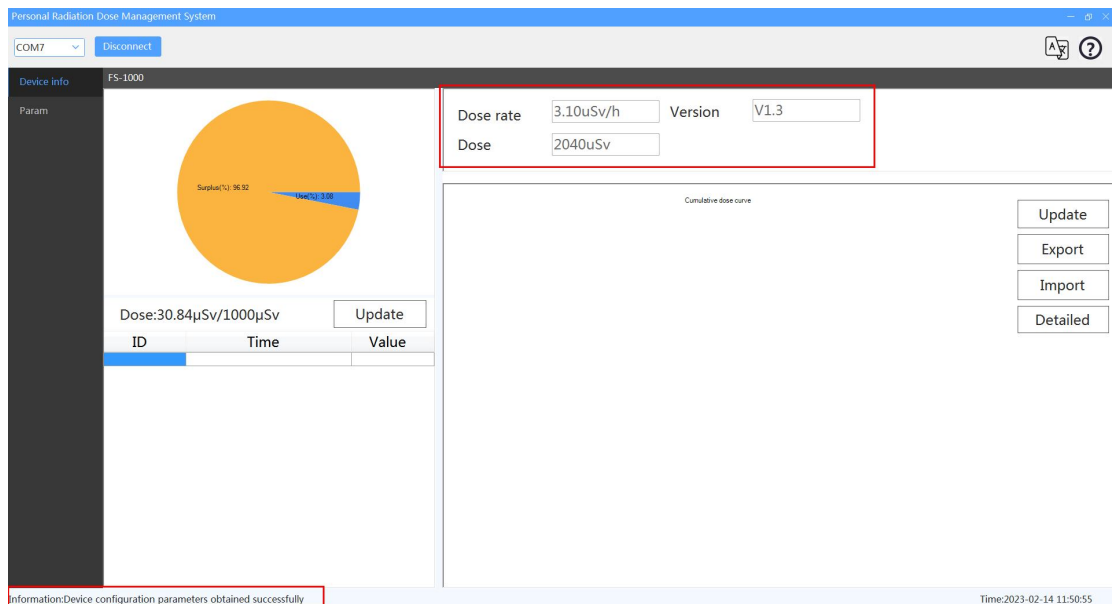 Personal Radiation Dose Management System
COM7 Disconnect
Device info
Param
FS-1000
Surplus(%): 96.92
Use(%): 3.08
Dose:30.84μSv/1000μSv Update
ID Time Value
Dose rate 3.10uSv/h Version V1.3
Dose 2040uSv
Cumulative dose curve
Update
Export
Import
Detailed
Information:Device configuration parameters obtained successfully
Time:2023-02-14 11:50:55